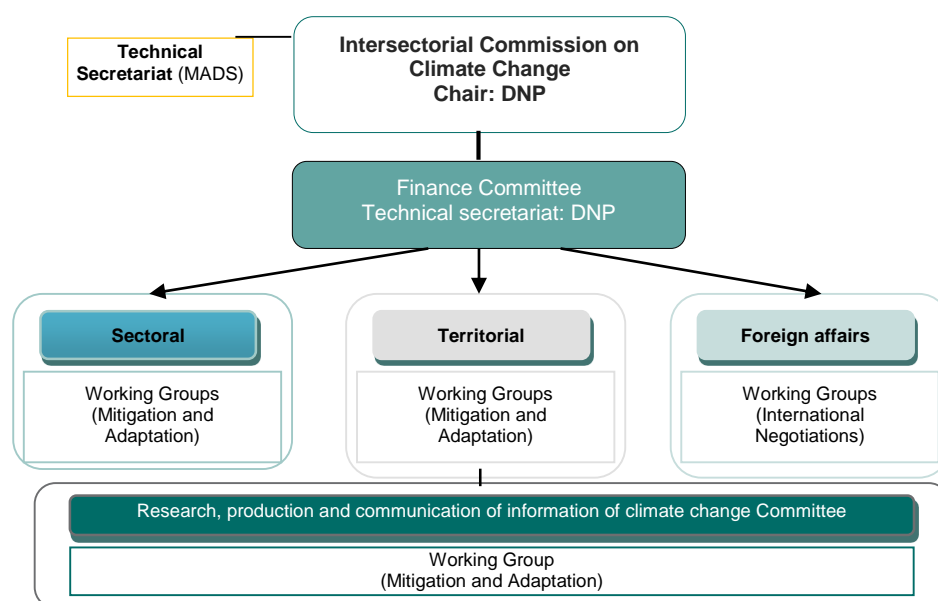 Technical
Secretariat (MADS)
Intersectorial Commission on
Climate Change
Chair: DNP
Finance Committee
Technical secretariat: DNP
Sectoral
Working Groups
(Mitigation and
Adaptation)
Territorial
Working Groups
(Mitigation and
Adaptation)
Foreign affairs
Working Groups
(International
Negotiations)
Research, production and communication of information of climate change Committee
Working Group
(Mitigation and Adaptation)